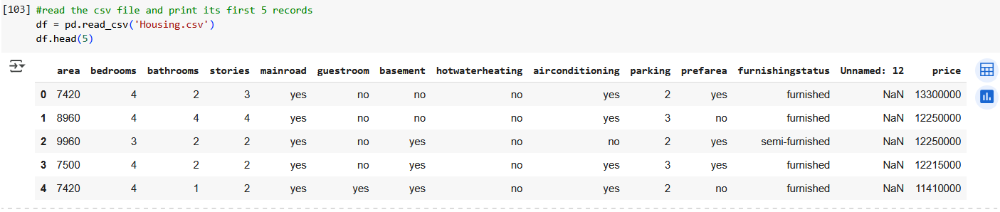 [103] #read the csv file and print its first 5 records
df = pd.read_csv('Housing.csv')
df.head(5)
area bedrooms bathrooms stories mainroad guestroom basement hotwaterheating airconditioning parking prefarea furnishingstatus Unnamed: 12 price
0 7420 4 2 3 yes no no no yes 2 yes furnished NaN 13300000
1 8960 4 4 4 yes no no no yes 3 no furnished NaN 12250000
2 9960 3 2 2 yes no yes no no 2 yes semi-furnished NaN 12250000
3 7500 4 2 2 yes no yes no yes 3 yes furnished NaN 12215000
4 7420 4 1 2 yes yes yes no yes 2 no furnished NaN 11410000